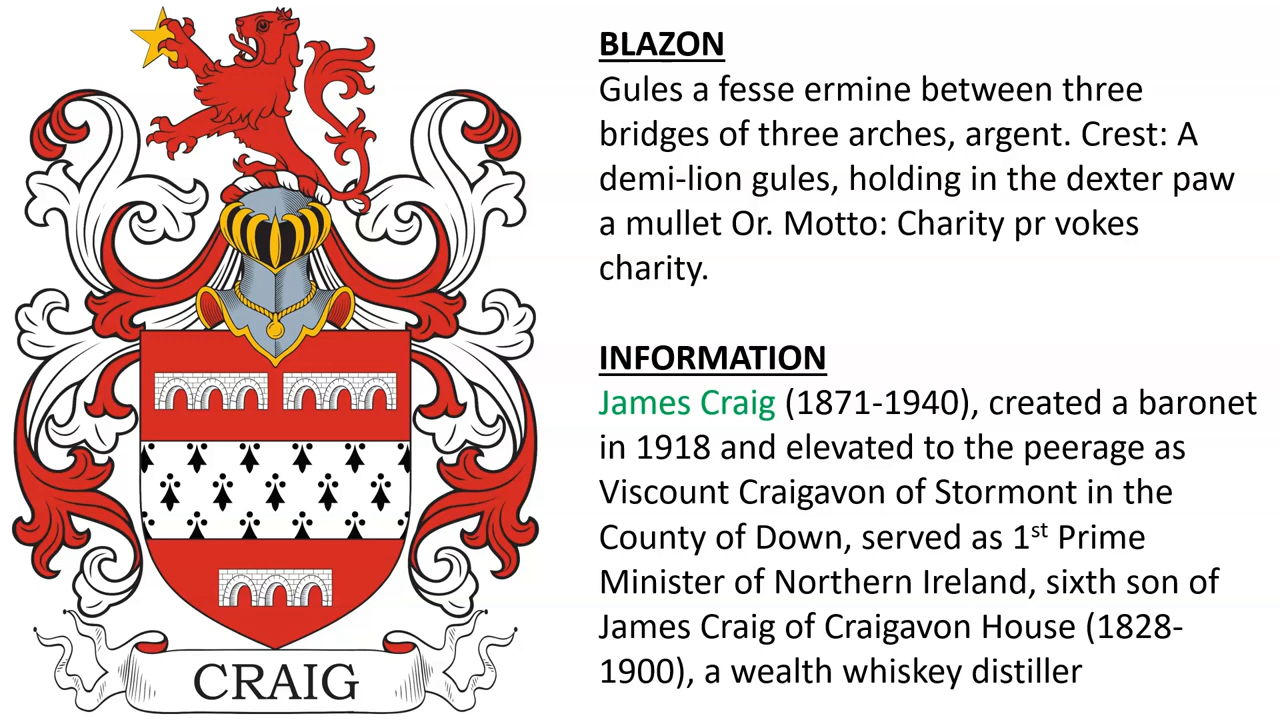 BLAZON
Gules a fesse ermine between three
bridges of three arches, argent. Crest: A
demi-lion gules, holding in the dexter paw
a mullet Or. Motto: Charity pr vokes
charity.
INFORMATION
James Craig (1871-1940), created a baronet
in 1918 and elevated to the peerage as
Viscount Craigavon of Stormont in the
County of Down, served as 1st Prime
Minister of Northern Ireland, sixth son of
James Craig of Craigavon House (1828-
1900), a wealth whiskey distiller
CRAIG